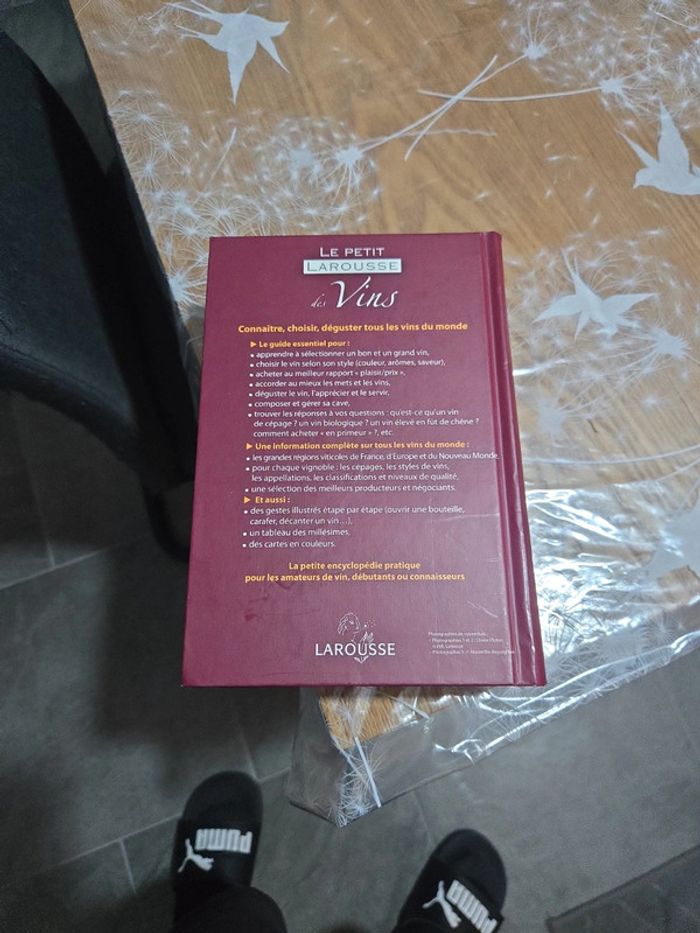 LE PETIT
LAROUSSE
des Vins
Connaître, choisir, déguster tous les vins du monde
▶ Le guide essentiel pour :
• apprendre à sélectionner un bon et un grand vin,
• choisir le vin selon son style (couleur, arômes, saveur),
• acheter au meilleur rapport « plaisir/prix »,
• accorder au mieux les mets et les vins,
• déguster le vin, l'apprécier et le servir,
• composer et gérer sa cave,
• trouver les réponses à vos questions : qu'est-ce qu'un vin
de cépage ? un vin biologique ? un vin élevé en fût de chêne ?
comment acheter « en primeur » ?, etc.
▶ Une information complète sur tous les vins du monde :
• les grandes régions viticoles de France, d'Europe et du Nouveau Monde,
• pour chaque vignoble : les cépages, les styles de vins,
les appellations, les classifications et niveaux de qualité,
• une sélection des meilleurs producteurs et négociants.
▶ Et aussi :
• des gestes illustrés étape par étape (ouvrir une bouteille,
carafer, décanter un vin…),
• un tableau des millésimes,
• des cartes en couleurs.
La petite encyclopédie pratique
pour les amateurs de vin, débutants ou connaisseurs
LAROUSSE
Photographies de couverture :
PUMA
PUMA